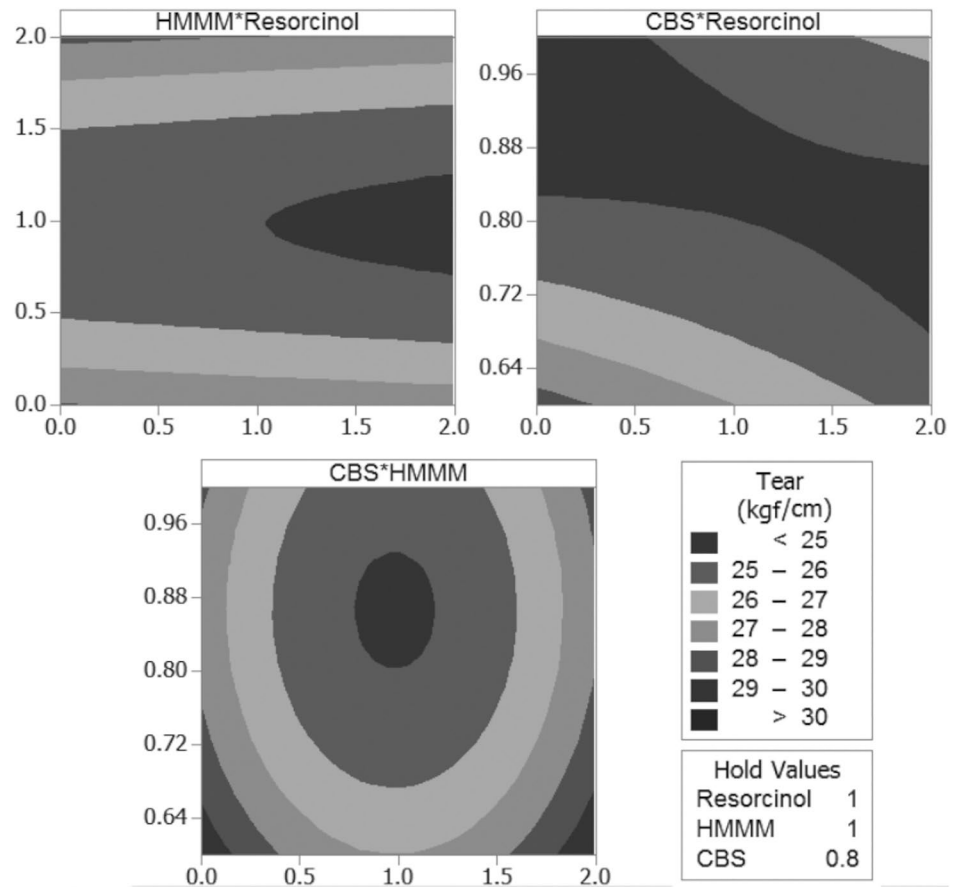 HMMM*Resorcinol
2.0
1.5
1.0
0.5
0.0
0.0 0.5 1.0 1.5 2.0
CBS*Resorcinol
0.96
0.88
0.80
0.72
0.64
0.0 0.5 1.0 1.5 2.0
CBS*HMMM
0.96
0.88
0.80
0.72
0.64
0.0 0.5 1.0 1.5 2.0
Tear
(kgf/cm)
< 25
25 – 26
26 – 27
27 – 28
28 – 29
29 – 30
> 30
Hold Values
Resorcinol 1
HMMM 1
CBS 0.8